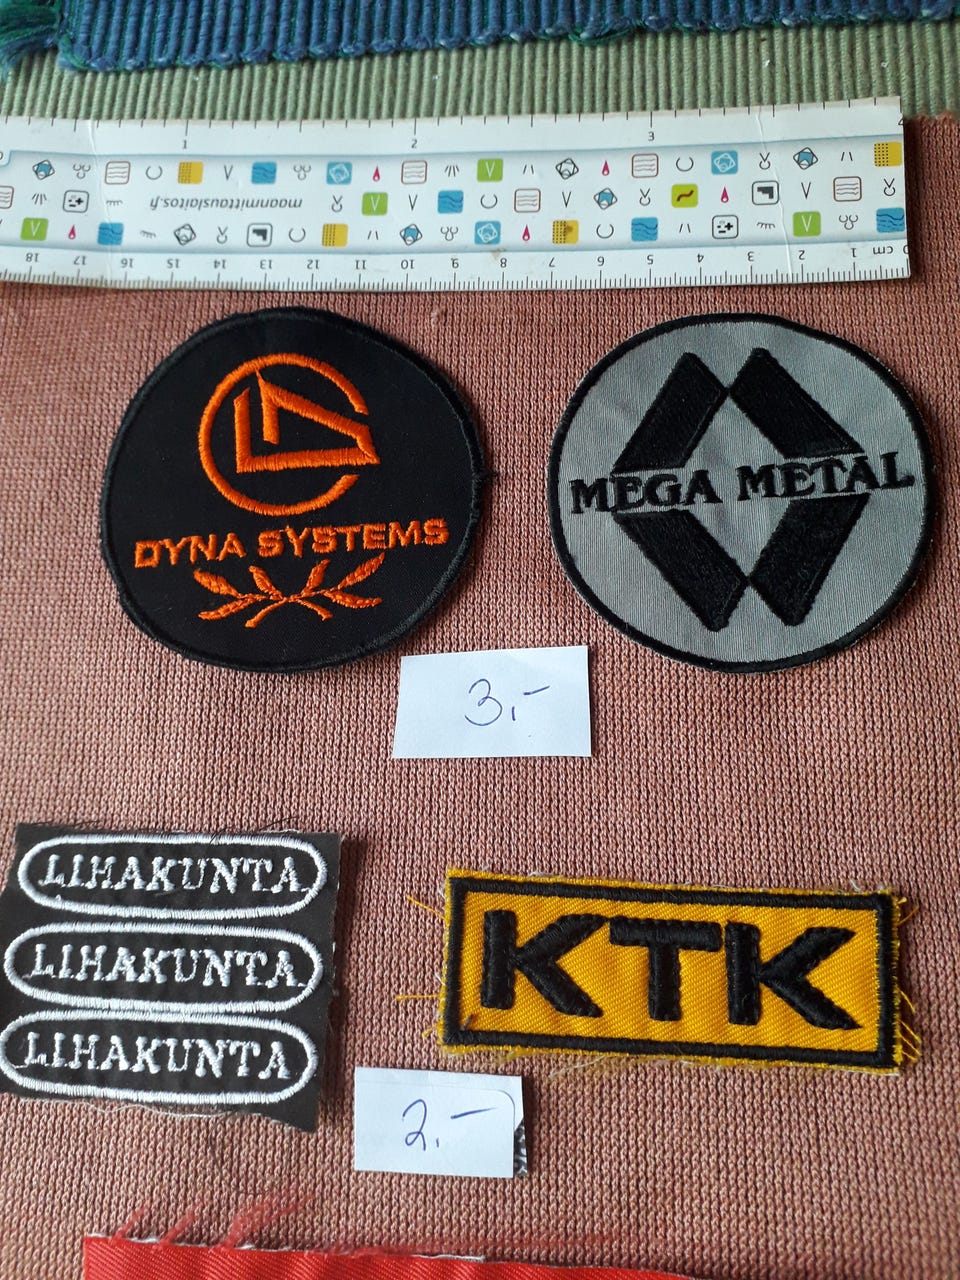 1 2 3
maanmittauslaitos.fi
18 17 16 15 14 13 12 11 10 9 8 7 6 5 4 3 2 1 cm
DYNA SYSTEMS
MEGA METAL
3,-
LIHAKUNTA
LIHAKUNTA
LIHAKUNTA
KTK
2,-